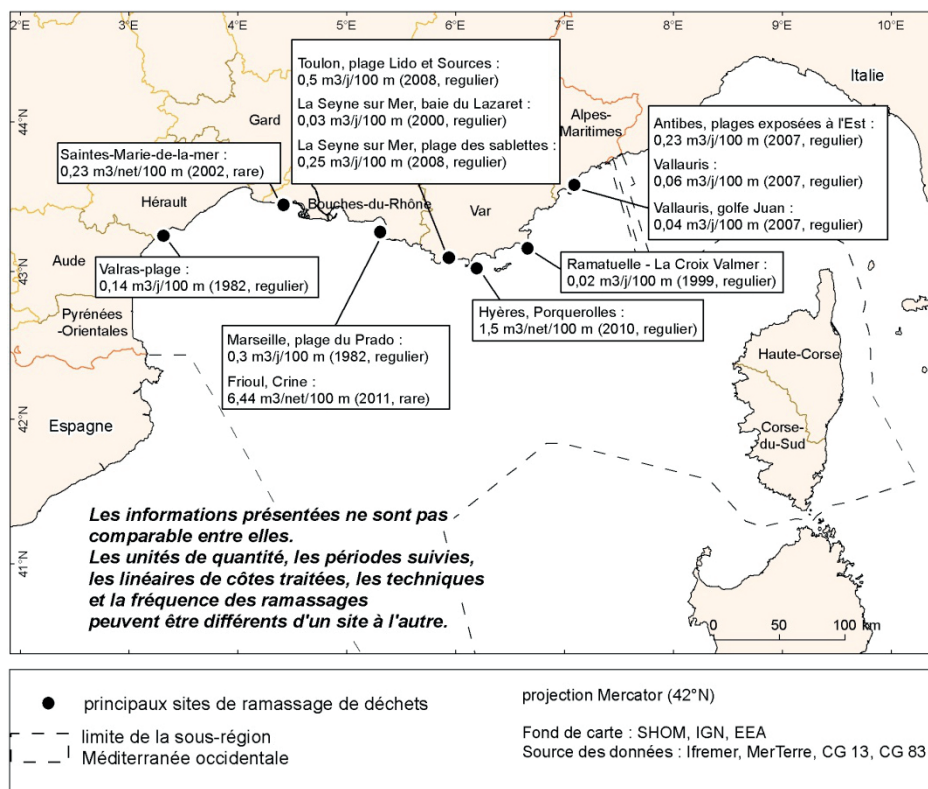 2°E
3°E
4°E
5°E
6°E
7°E
8°E
9°E
10°E
44°N
43°N
42°N
41°N
Italie
Gard
Alpes-
Maritimes
Hérault
Bouches-du-Rhône
Var
Aude
Pyrénées
-Orientales
Espagne
Haute-Corse
Corse-
du-Sud
Toulon, plage Lido et Sources :
0,5 m3/j/100 m (2008, regulier)
La Seyne sur Mer, baie du Lazaret :
0,03 m3/j/100 m (2000, regulier)
La Seyne sur Mer, plage des sablettes :
0,25 m3/j/100 m (2008, regulier)
Antibes, plages exposées à l'Est :
0,23 m3/j/100 m (2007, regulier)
Vallauris :
0,06 m3/j/100 m (2007, regulier)
Vallauris, golfe Juan :
0,04 m3/j/100 m (2007, regulier)
Saintes-Marie-de-la-mer :
0,23 m3/net/100 m (2002, rare)
Valras-plage :
0,14 m3/j/100 m (1982, regulier)
Ramatuelle - La Croix Valmer :
0,02 m3/j/100 m (1999, regulier)
Hyères, Porquerolles :
1,5 m3/net/100 m (2010, regulier)
Marseille, plage du Prado :
0,3 m3/j/100 m (1982, regulier)
Frioul, Crine :
6,44 m3/net/100 m (2011, rare)
Les informations présentées ne sont pas
comparable entre elles.
Les unités de quantité, les périodes suivies,
les linéaires de côtes traitées, les techniques
et la fréquence des ramassages
peuvent être différents d'un site à l'autre.
0 50 100 km
principaux sites de ramassage de déchets
limite de la sous-région
Méditerranée occidentale
projection Mercator (42°N)
Fond de carte : SHOM, IGN, EEA
Source des données : Ifremer, MerTerre, CG 13, CG 83